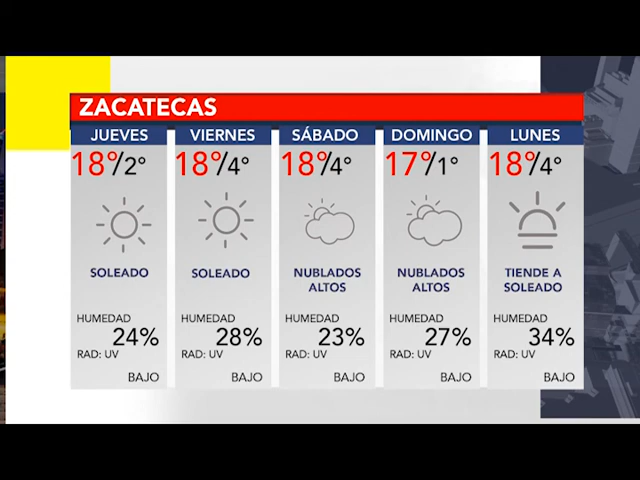 ZACATECAS
JUEVES VIERNES SÁBADO DOMINGO LUNES
18°/2° 18°/4° 18°/4° 17°/1° 18°/4°
SOLEADO SOLEADO NUBLADOS NUBLADOS TIENDE A
ALTOS ALTOS SOLEADO
HUMEDAD HUMEDAD HUMEDAD HUMEDAD HUMEDAD
24% 28% 23% 27% 34%
RAD: UV RAD: UV RAD: UV RAD: UV RAD: UV
BAJO BAJO BAJO BAJO BAJO